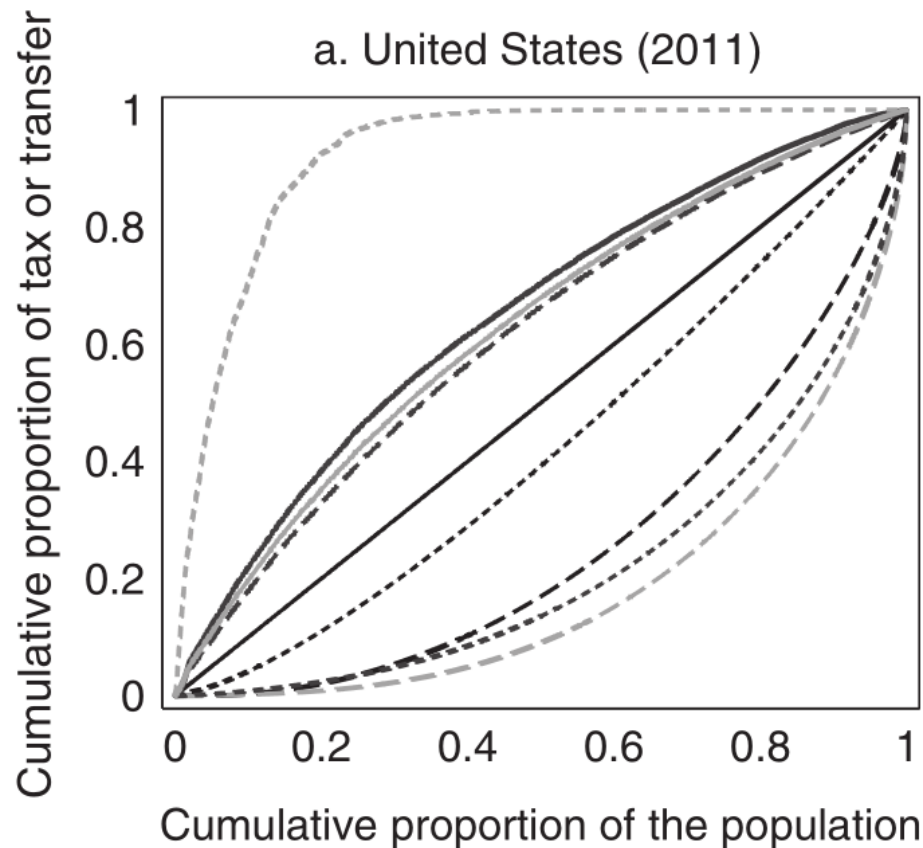 a. United States (2011)
Cumulative proportion of tax or transfer
1
0.8
0.6
0.4
0.2
0
0 0.2 0.4 0.6 0.8 1
Cumulative proportion of the population